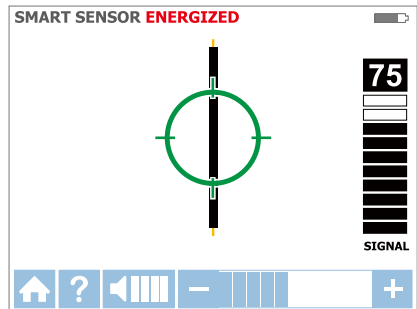 SMART SENSOR ENERGIZED
75
SIGNAL
?
−
+